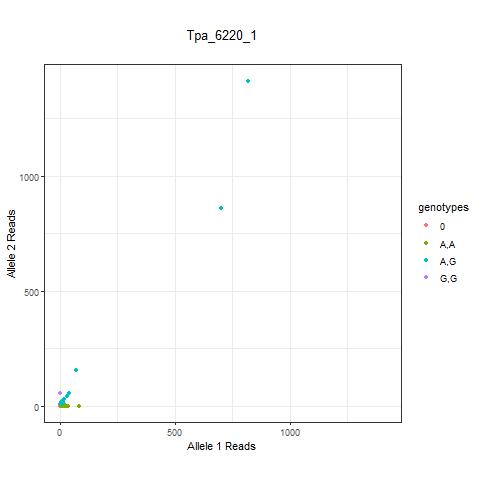 Tpa_6220_1
Allele 2 Reads
1000
500
0
0
500
1000
Allele 1 Reads
genotypes
0
A,A
A,G
G,G